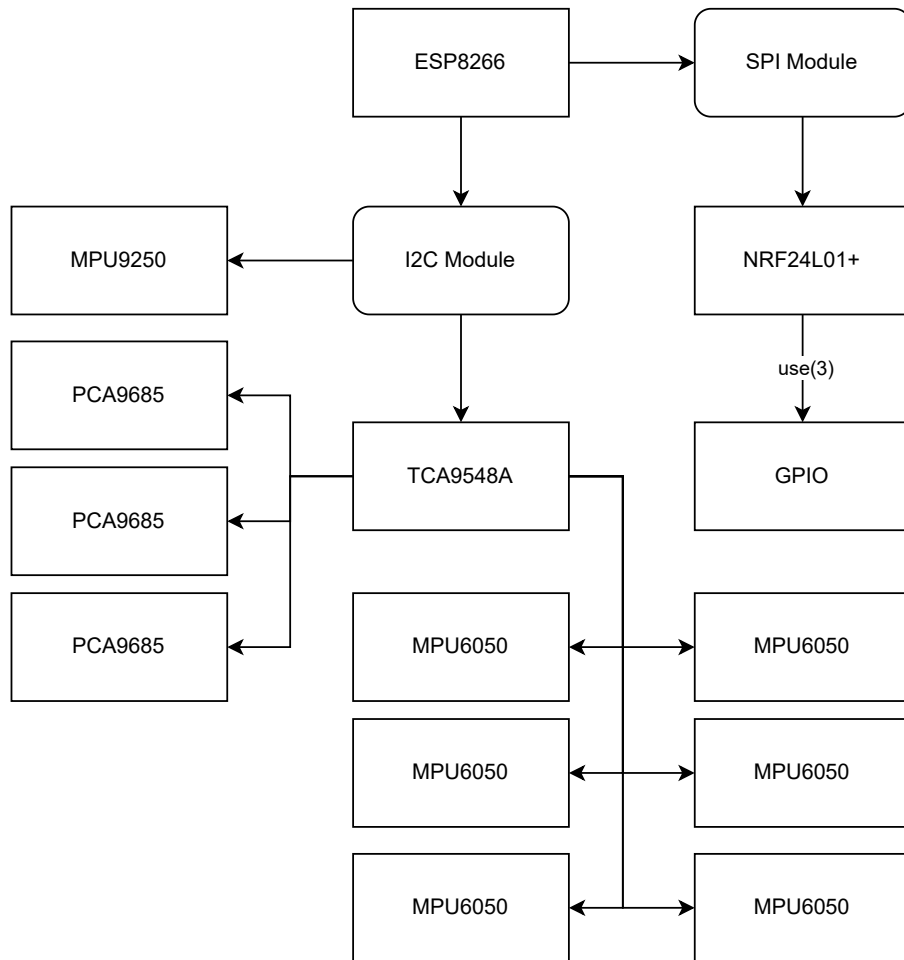 ESP8266
SPI Module
MPU9250
I2C Module
NRF24L01+
use(3)
PCA9685
TCA9548A
GPIO
PCA9685
PCA9685
MPU6050
MPU6050
MPU6050
MPU6050
MPU6050
MPU6050